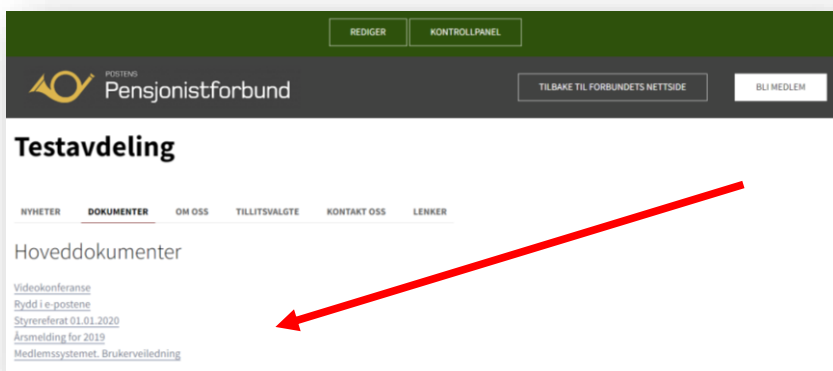 REDIGER KONTROLLPANEL
POSTENS
Pensjonistforbund
TILBAKE TIL FORBUNDETS NETTSIDE BLI MEDLEM
Testavdeling
NYHETER DOKUMENTER OM OSS TILLITSVALGTE KONTAKT OSS LENKER
Hoveddokumenter
Videokonferanse
Rydd i e-postene
Styrereferat 01.01.2020
Årsmelding for 2019
Medlemssystemet. Brukerveiledning